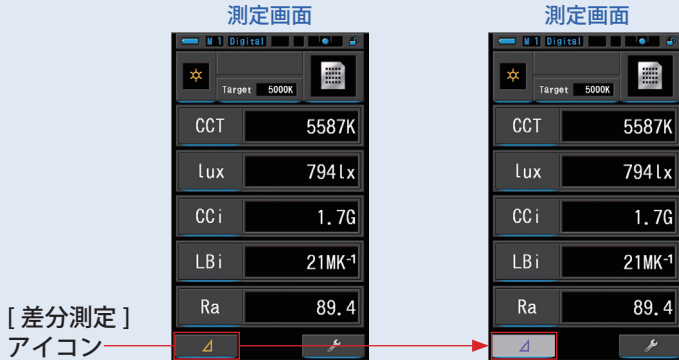 測定画面
M 1 Digital
Target 5000K
CCT 5587K
lux 794lx
CCi 1.7G
LBi 21MK⁻¹
Ra 89.4
測定画面
M 1 Digital
Target 5000K
CCT 5587K
lux 794lx
CCi 1.7G
LBi 21MK⁻¹
Ra 89.4
[ 差分測定 ]
アイコン